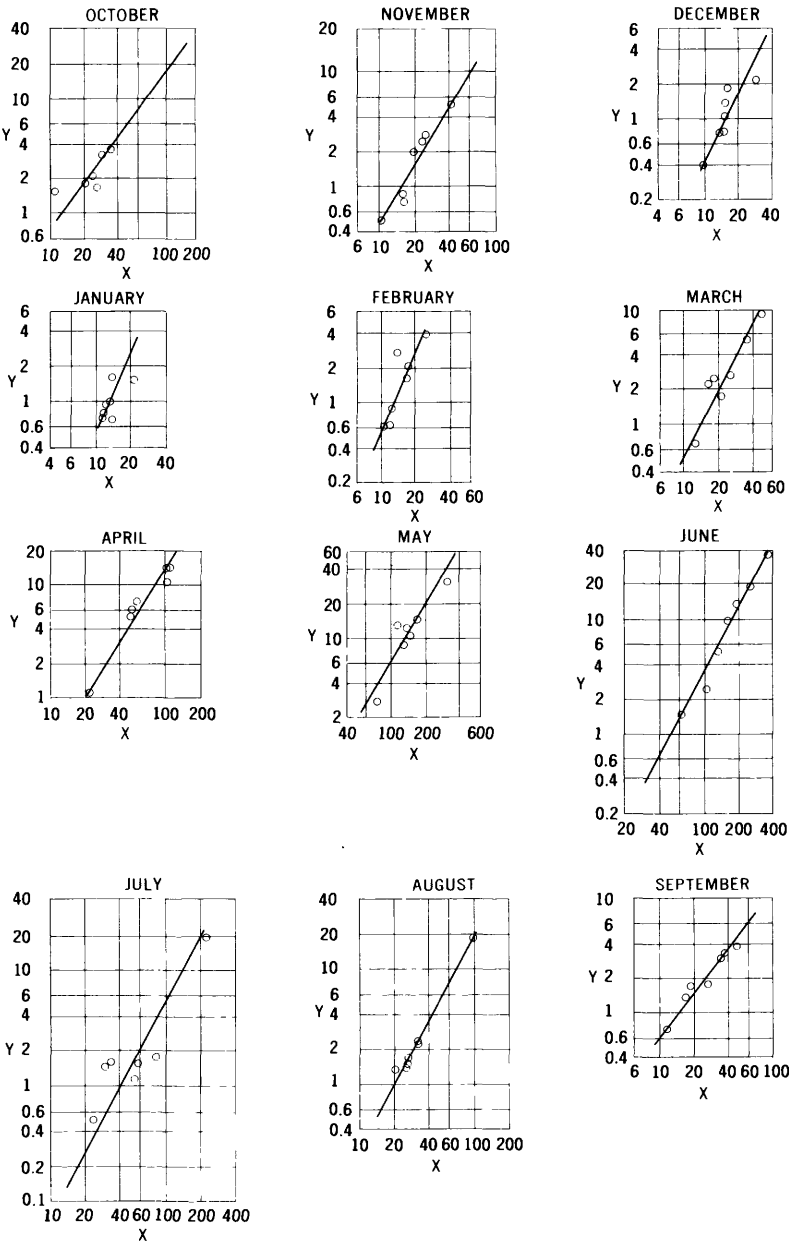 OCTOBER
40
20
10
Y 6
4
2
1
0.6
10 20 40 100 200
X
NOVEMBER
20
10
Y 6
4
2
1
0.6
0.4
6 10 20 40 60 100
X
DECEMBER
6
4
2
Y
1
0.6
0.4
0.2
4 6 10 20 40
X
JANUARY
6
4
2
Y
1
0.6
0.4
4 6 10 20 40
X
FEBRUARY
6
4
2
Y 1
0.6
0.4
0.2
6 10 20 40 60
X
MARCH
10
6
4
Y 2
1
0.6
0.4
6 10 20 40 60
X
APRIL
20
10
Y 6
4
2
1
10 20 40 100 200
X
MAY
60
40
20
Y 10
6
4
2
40 100 200 600
X
JUNE
40
20
10
6
4
Y
2
1
0.6
0.4
0.2
20 40 100 200 400
X
JULY
40
20
10
6
4
Y 2
1
0.6
0.4
0.2
0.1
10 20 40 60 100 200 400
X
AUGUST
40
20
10
6
Y 4
2
1
0.6
0.4
10 20 40 60 100 200
X
SEPTEMBER
10
6
4
Y 2
1
0.6
0.4
6 10 20 40 60 100
X